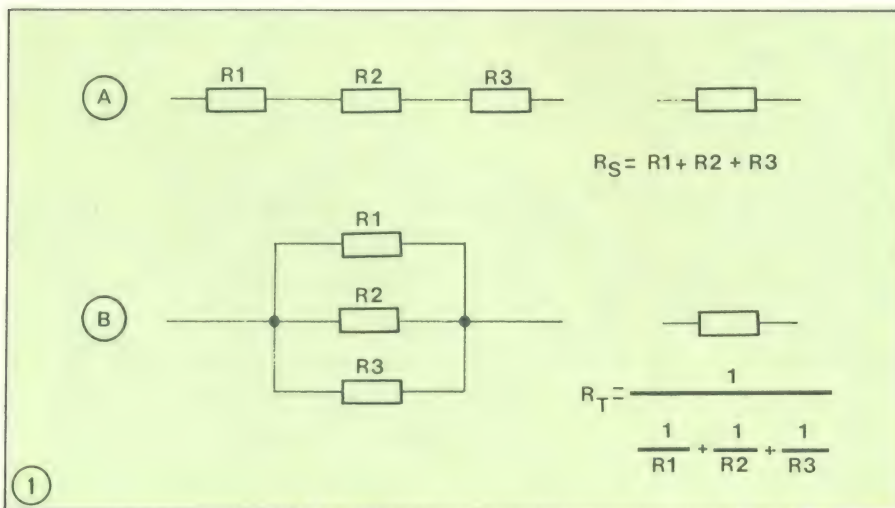 A R1 R2 R3
R_S = R1 + R2 + R3
R1
B R2
R3
R_T = 1
1 + 1 + 1
R1 R2 R3
1